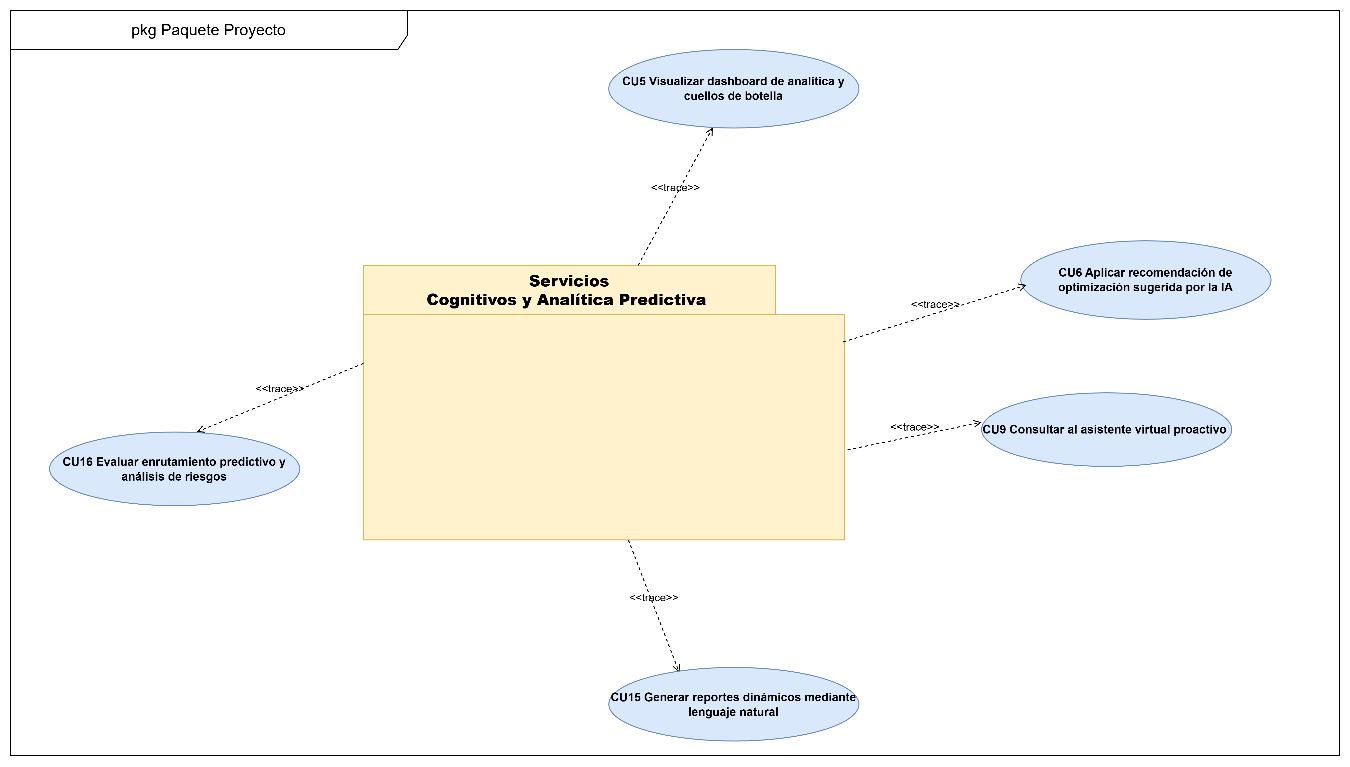 pkg Paquete Proyecto
CU5 Visualizar dashboard de analítica y
cuellos de botella
<<trace>>
Servicios
Cognitivos y Analítica Predictiva
CU6 Aplicar recomendación de
optimización sugerida por la IA
<<trace>>
<<trace>>
CU9 Consultar al asistente virtual proactivo
<<trace>>
CU16 Evaluar enrutamiento predictivo y
análisis de riesgos
<<trace>>
CU15 Generar reportes dinámicos mediante
lenguaje natural